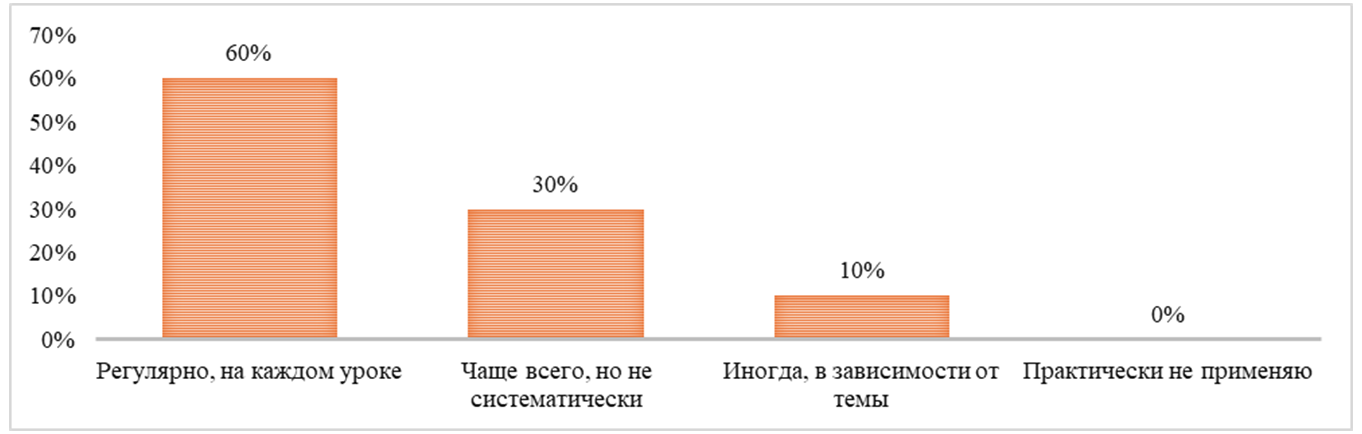 70%
60%
50%
40%
30%
20%
10%
0%
60%
30%
10%
0%
Регулярно, на каждом уроке
Чаще всего, но не
систематически
Иногда, в зависимости от
темы
Практически не применяю